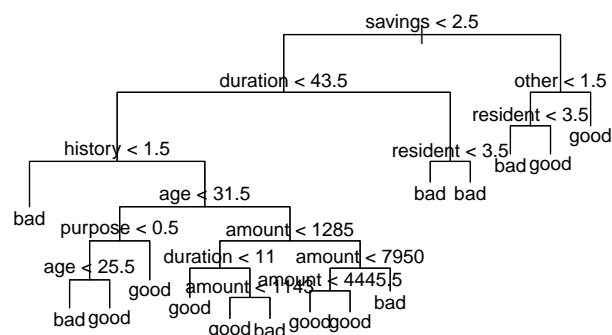 savings < 2.5
duration < 43.5
other < 1.5
resident < 3.5
good
bad
good
history < 1.5
resident < 3.5
bad
bad
bad
age < 31.5
purpose < 0.5
amount < 1285
duration < 11
amount < 7950
age < 25.5
good
good
amount < 1143
amount < 4445.5
bad
bad
good
good
bad
good
good